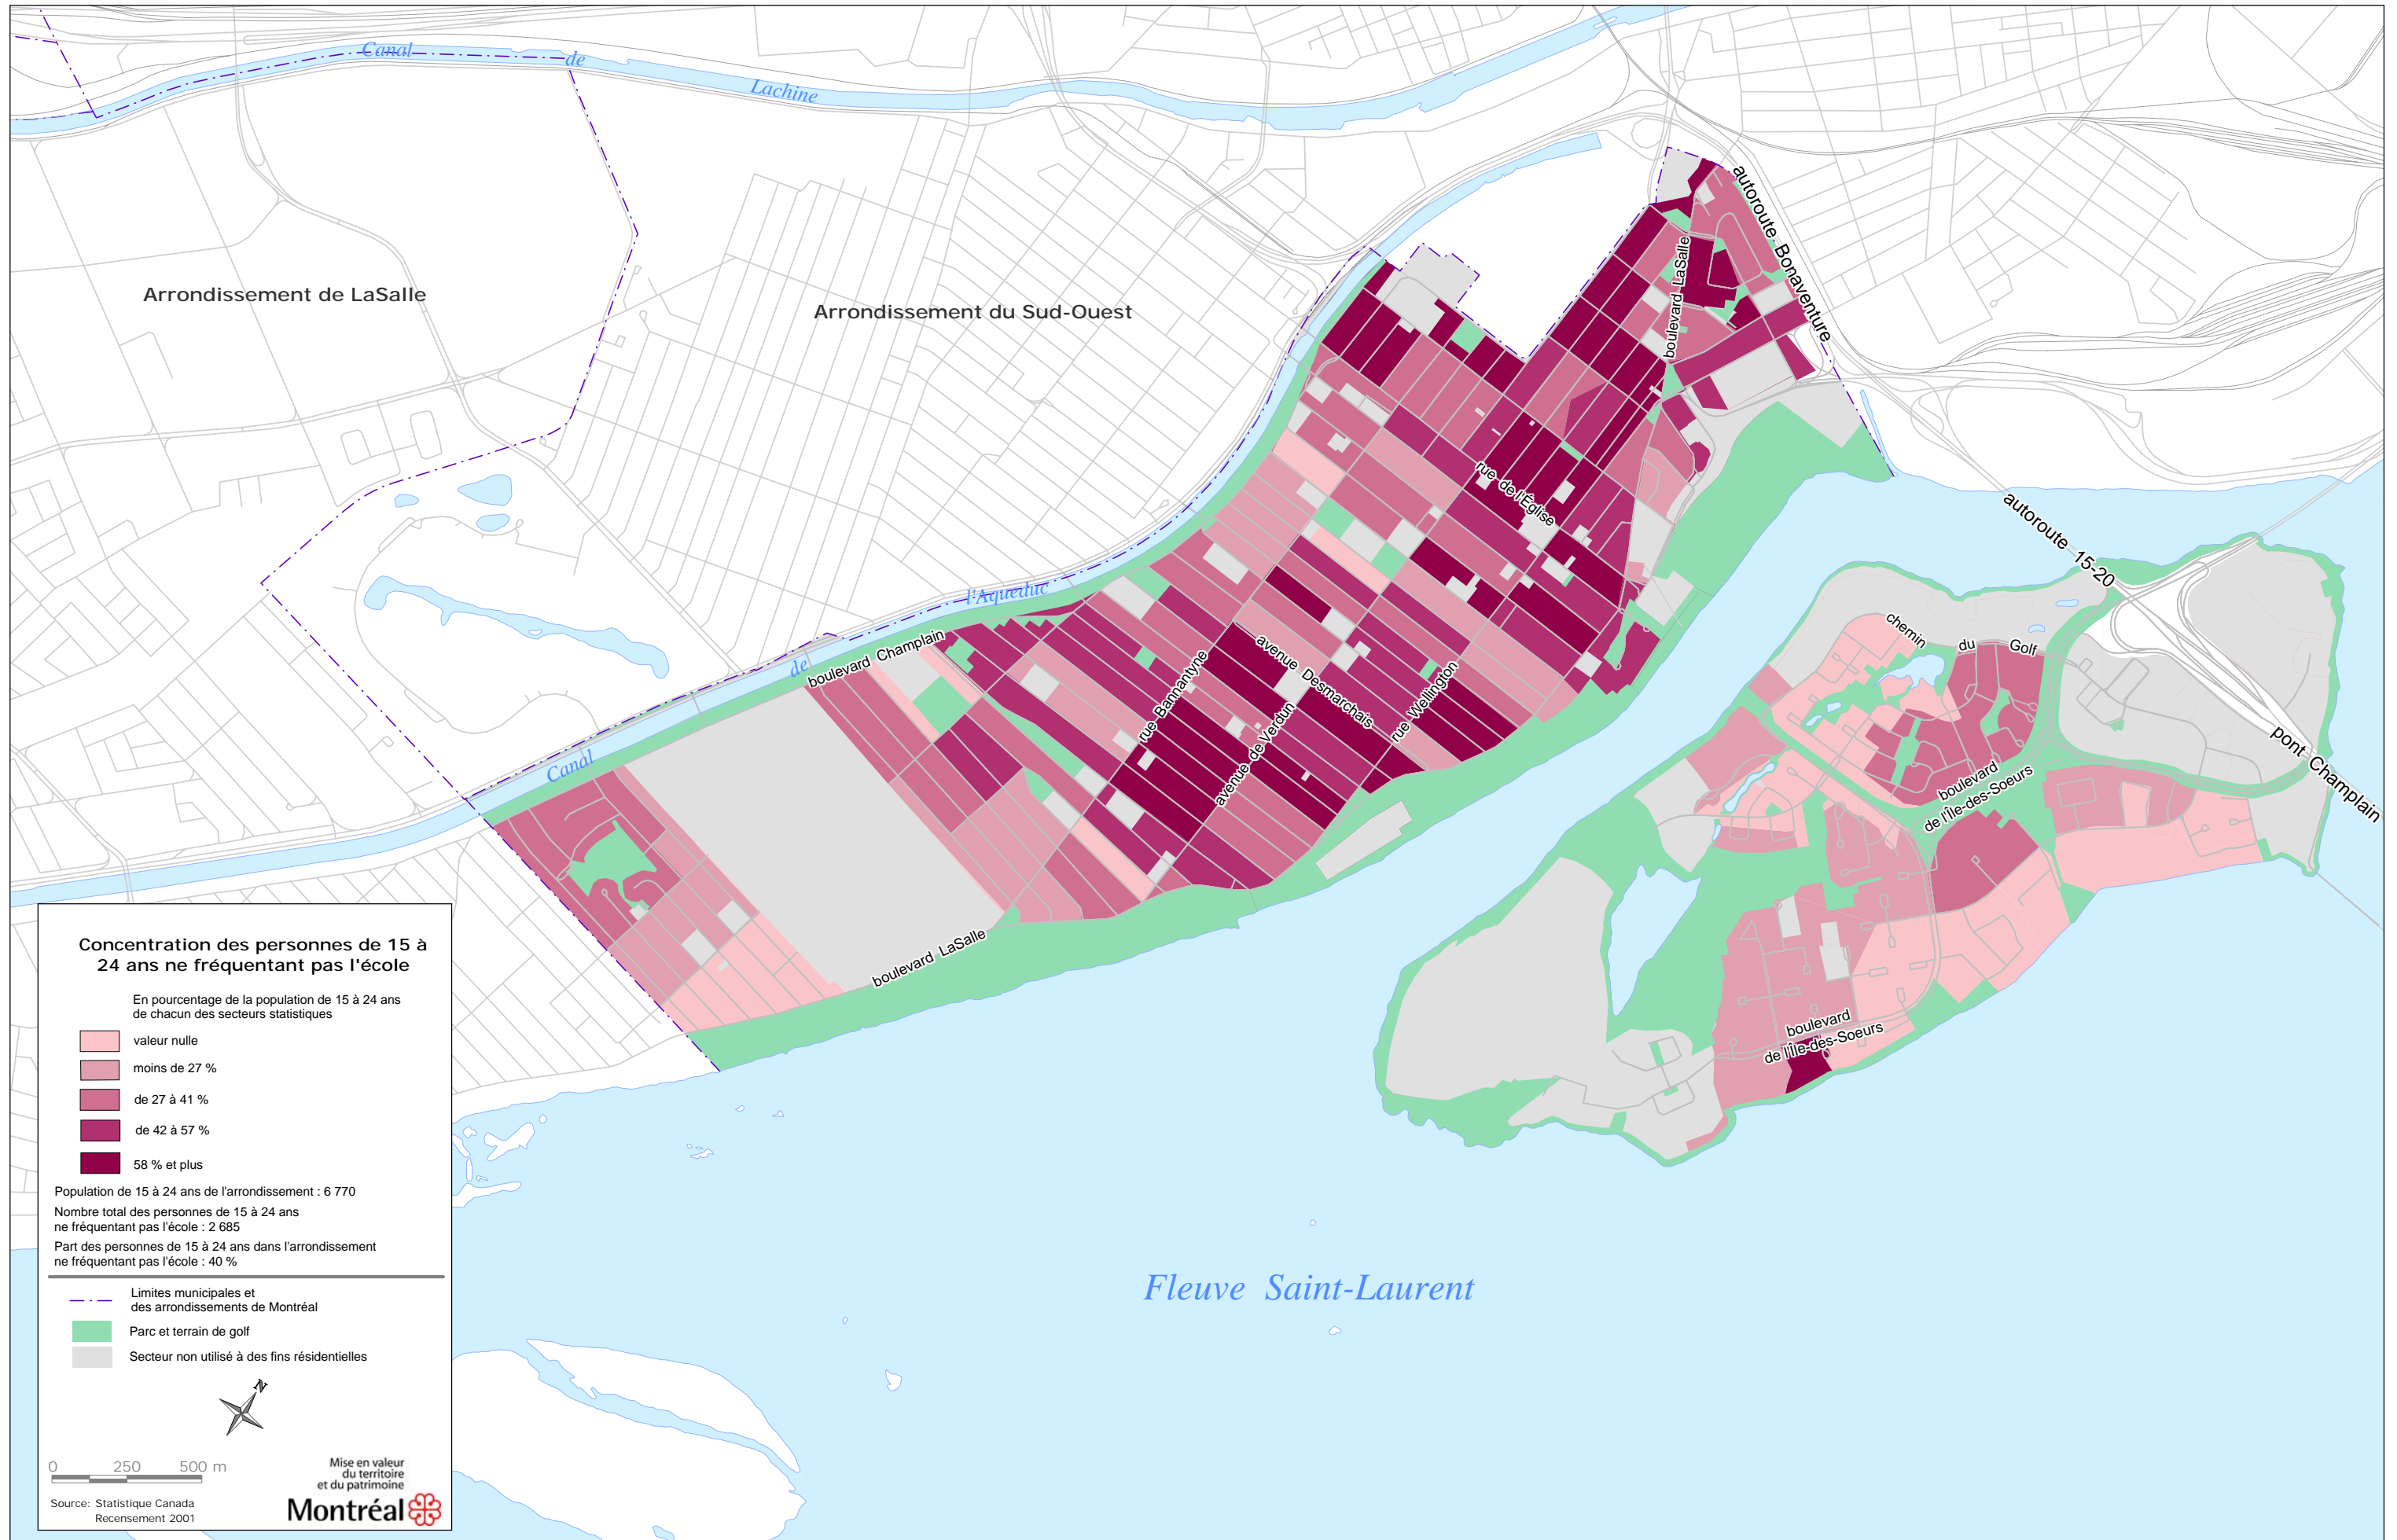 Canal de Lachine
Arrondissement de LaSalle
Arrondissement du Sud-Ouest
autoroute Bonaventure
boulevard LaSalle
rue de l'Église
autoroute 15-20
l'Aqueduc
de
Canal
boulevard Champlain
rue Bannantyne
avenue Desmarchais
avenue de Verdun
rue Wellington
boulevard LaSalle
chemin du Golf
boulevard
de l'Île-des-Soeurs
pont Champlain
boulevard
de l'Île-des-Soeurs
Fleuve Saint-Laurent
Concentration des personnes de 15 à
24 ans ne fréquentant pas l'école
En pourcentage de la population de 15 à 24 ans
de chacun des secteurs statistiques
valeur nulle
moins de 27 %
de 27 à 41 %
de 42 à 57 %
58 % et plus
Population de 15 à 24 ans de l'arrondissement : 6 770
Nombre total des personnes de 15 à 24 ans
ne fréquentant pas l'école : 2 685
Part des personnes de 15 à 24 ans dans l'arrondissement
ne fréquentant pas l'école : 40 %
Limites municipales et
des arrondissements de Montréal
Parc et terrain de golf
Secteur non utilisé à des fins résidentielles
N
0 250 500 m
Source: Statistique Canada
Recensement 2001
Mise en valeur
du territoire
et du patrimoine
Montréal